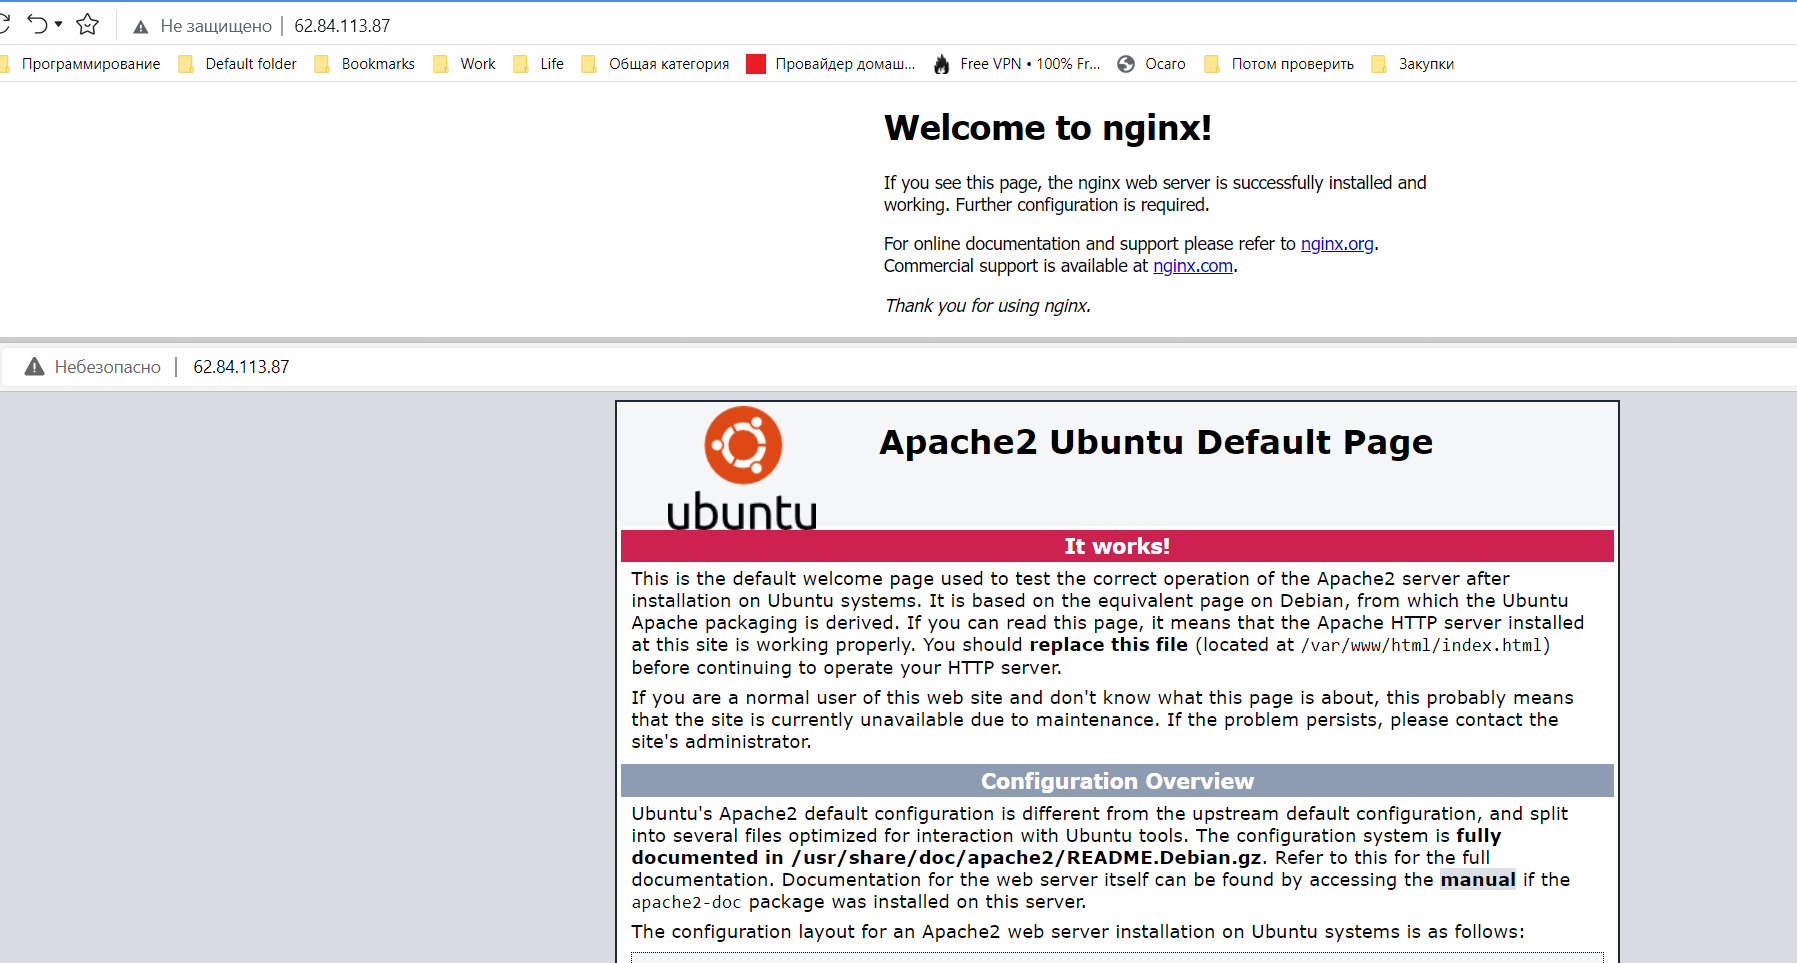 Не защищено | 62.84.113.87
Программирование Default folder Bookmarks Work Life Общая категория Провайдер домаш... Free VPN • 100% Fr... Осаго Потом проверить Закупки
Welcome to nginx!
If you see this page, the nginx web server is successfully installed and
working. Further configuration is required.
For online documentation and support please refer to nginx.org.
Commercial support is available at nginx.com.
Thank you for using nginx.
Небезопасно | 62.84.113.87
ubuntu
Apache2 Ubuntu Default Page
It works!
This is the default welcome page used to test the correct operation of the Apache2 server after
installation on Ubuntu systems. It is based on the equivalent page on Debian, from which the Ubuntu
Apache packaging is derived. If you can read this page, it means that the Apache HTTP server installed
at this site is working properly. You should replace this file (located at /var/www/html/index.html)
before continuing to operate your HTTP server.
If you are a normal user of this web site and don't know what this page is about, this probably means
that the site is currently unavailable due to maintenance. If the problem persists, please contact the
site's administrator.
Configuration Overview
Ubuntu's Apache2 default configuration is different from the upstream default configuration, and split
into several files optimized for interaction with Ubuntu tools. The configuration system is fully
documented in /usr/share/doc/apache2/README.Debian.gz. Refer to this for the full
documentation. Documentation for the web server itself can be found by accessing the manual if the
apache2-doc package was installed on this server.
The configuration layout for an Apache2 web server installation on Ubuntu systems is as follows: